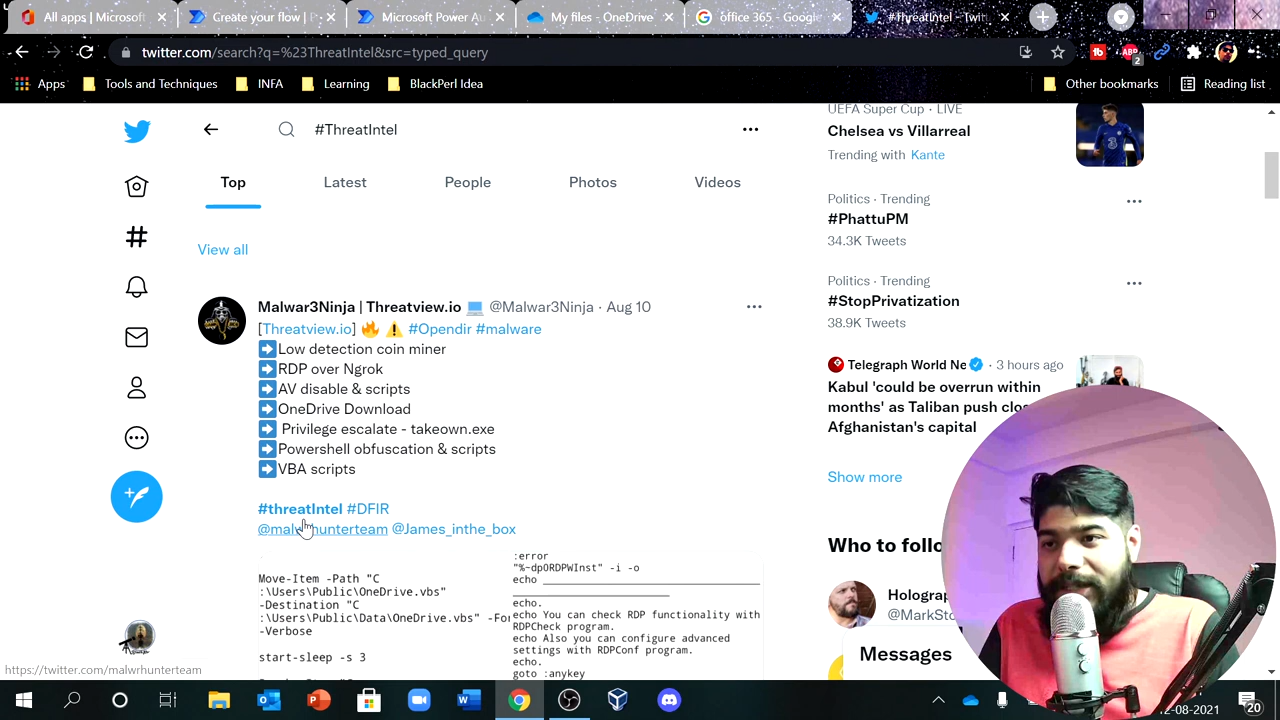 All apps | Microsoft
Create your flow | P
Microsoft Power Au
My files - OneDrive
office 365 - Google
#ThreatIntel - Twit
twitter.com/search?q=%23ThreatIntel&src=typed_query
Apps
Tools and Techniques
INFA
Learning
BlackPerl Idea
Other bookmarks
Reading list
#ThreatIntel
Top
Latest
People
Photos
Videos
View all
Malwar3Ninja | Threatview.io @Malwar3Ninja · Aug 10
[Threatview.io] #Opendir #malware
Low detection coin miner
RDP over Ngrok
AV disable & scripts
OneDrive Download
Privilege escalate - takeown.exe
Powershell obfuscation & scripts
VBA scripts
#threatIntel #DFIR
@malwrhunterteam @James_inthe_box
Move-Item -Path "C
:\Users\Public\OneDrive.vbs"
-Destination "C
:\Users\Public\Data\OneDrive.vbs" -For
-Verbose
start-sleep -s 3
:error
"%~dp0RDPWInst" -i -o
echo
echo.
echo You can check RDP functionality with
RDPCheck program.
echo Also you can configure advanced
settings with RDPConf program.
echo.
goto :anykey
UEFA Super Cup · LIVE
Chelsea vs Villarreal
Trending with Kante
Politics · Trending
#PhattuPM
34.3K Tweets
Politics · Trending
#StopPrivatization
38.9K Tweets
Telegraph World Ne 3 hours ago
Kabul 'could be overrun within
months' as Taliban push clos
Afghanistan's capital
Show more
Who to follo
Holograp
@MarkSto
Messages
https://twitter.com/malwrhunterteam
12-08-2021
20